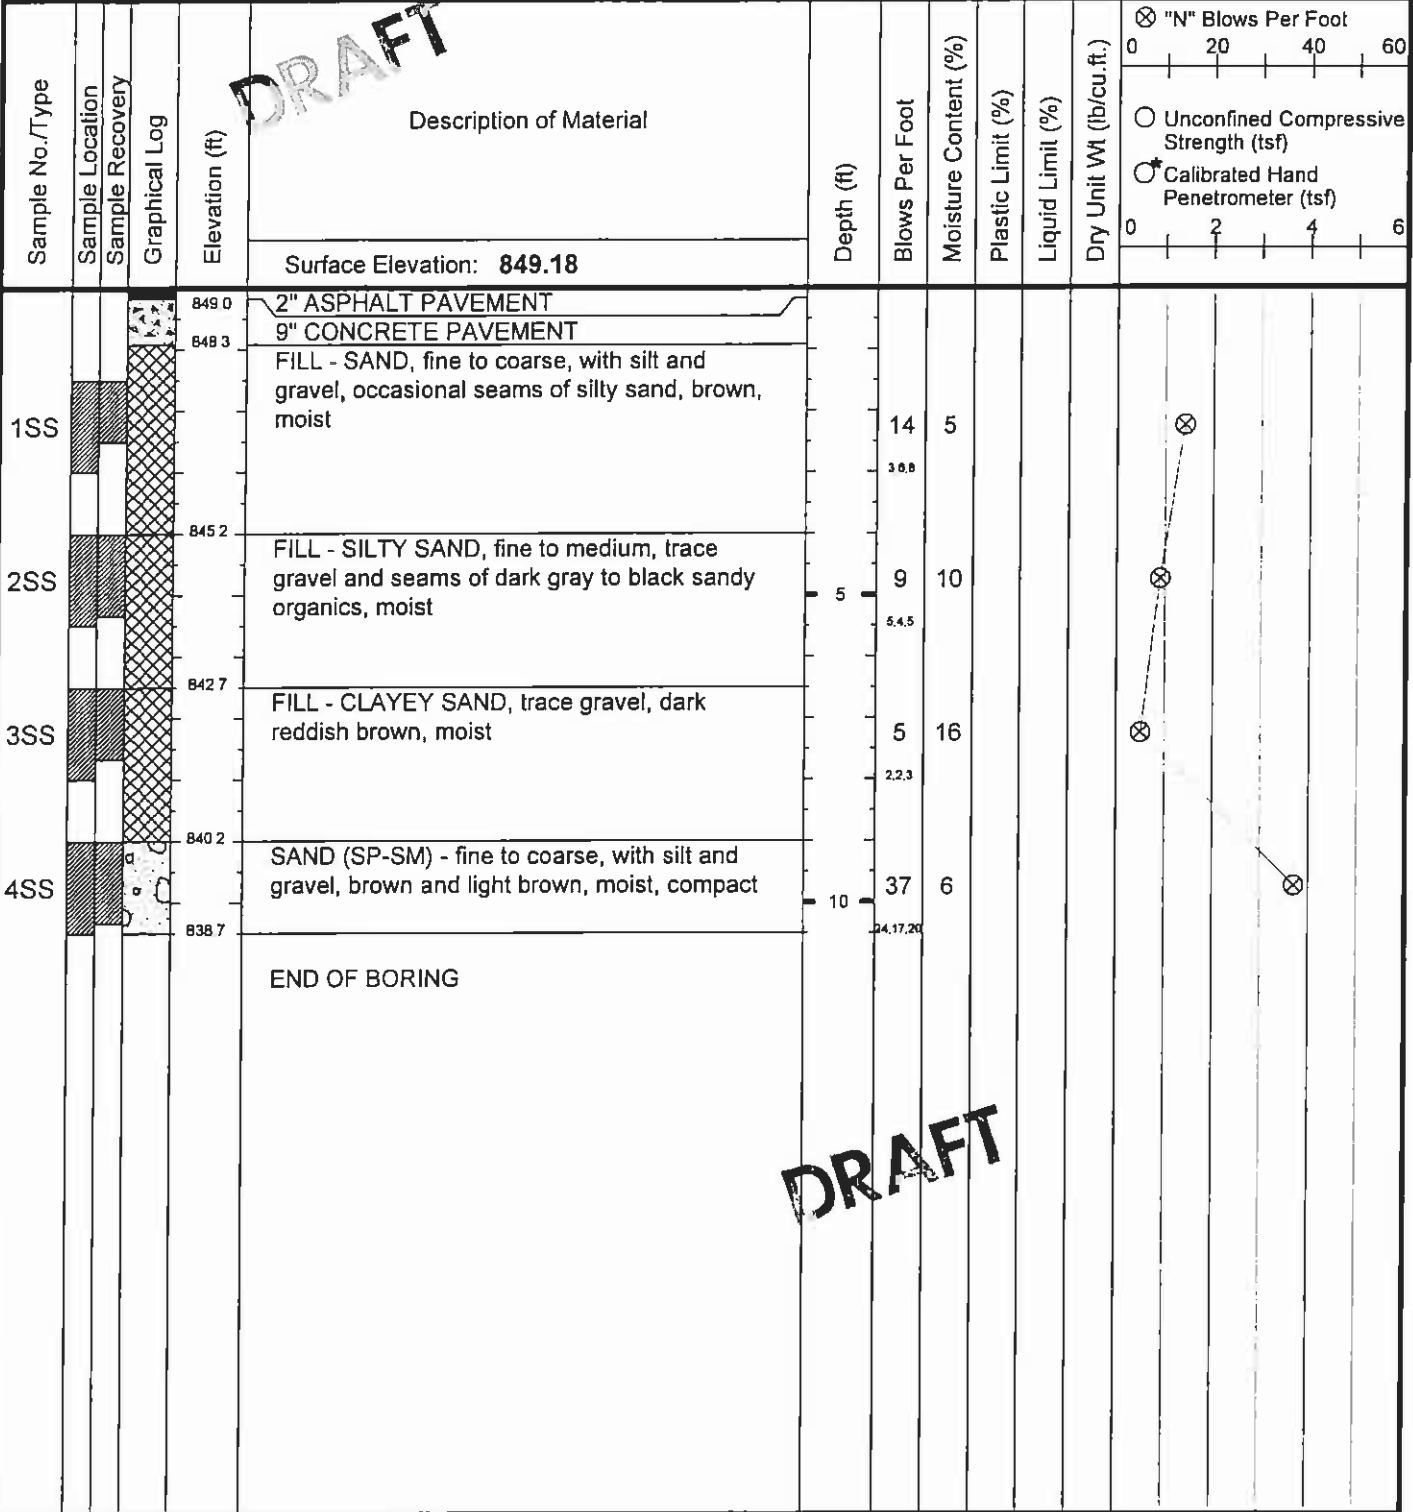 DRAFT
Sample No./Type
Sample Location
Sample Recovery
Graphical Log
Elevation (ft)
Description of Material
Surface Elevation: 849.18
Depth (ft)
Blows Per Foot
Moisture Content (%)
Plastic Limit (%)
Liquid Limit (%)
Dry Unit Wt (lb/cu.ft.)
"N" Blows Per Foot
0 20 40 60
Unconfined Compressive
Strength (tsf)
* Calibrated Hand
Penetrometer (tsf)
0 2 4 6
849 0
2" ASPHALT PAVEMENT
9" CONCRETE PAVEMENT
848 3
FILL - SAND, fine to coarse, with silt and
gravel, occasional seams of silty sand, brown,
moist
1SS
14 5
3 6,8
845 2
FILL - SILTY SAND, fine to medium, trace
gravel and seams of dark gray to black sandy
organics, moist
2SS
5
9 10
5,4,5
842 7
FILL - CLAYEY SAND, trace gravel, dark
reddish brown, moist
3SS
5 16
2,2,3
840 2
SAND (SP-SM) - fine to coarse, with silt and
gravel, brown and light brown, moist, compact
4SS
37 6
10
24,17,20
838 7
END OF BORING
DRAFT